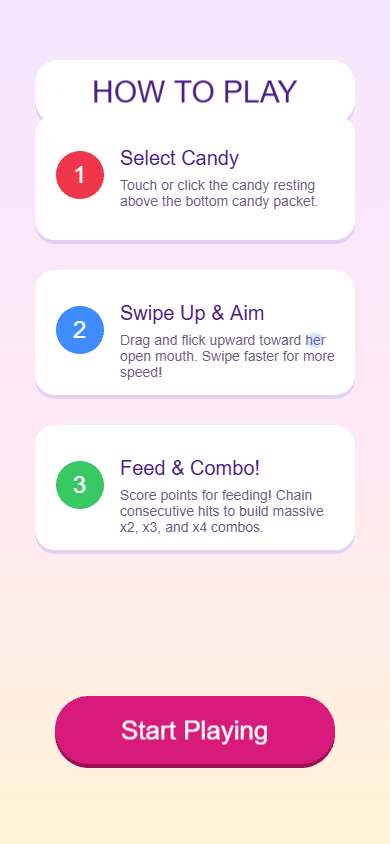 HOW TO PLAY
1
Select Candy
Touch or click the candy resting
above the bottom candy packet.
2
Swipe Up & Aim
Drag and flick upward toward her
open mouth. Swipe faster for more
speed!
3
Feed & Combo!
Score points for feeding! Chain
consecutive hits to build massive
x2, x3, and x4 combos.
Start Playing